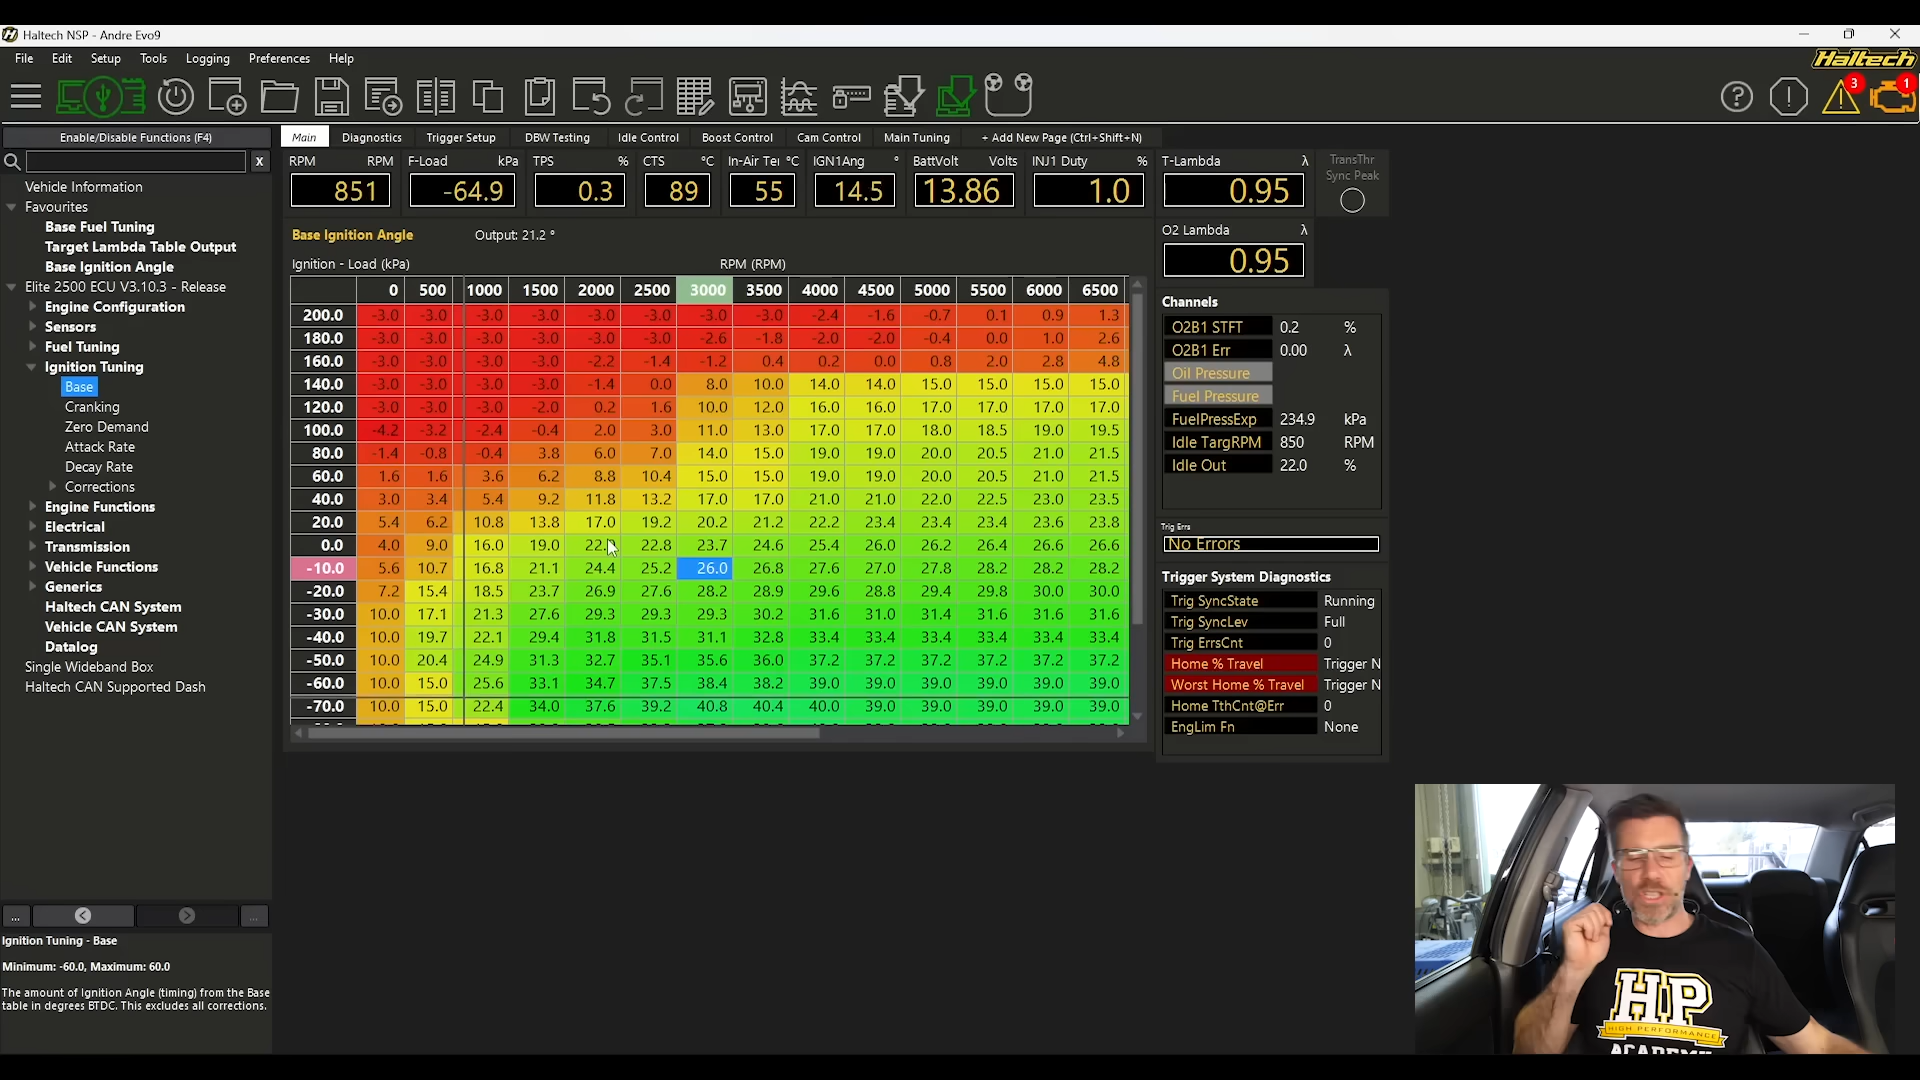 Haltech NSP - Andre Evo9
File Edit Setup Tools Logging Preferences Help
Haltech
3 1
Enable/Disable Functions (F4)
Main Diagnostics Trigger Setup DBW Testing Idle Control Boost Control Cam Control Main Tuning + Add New Page (Ctrl+Shift+N)
x
RPM RPM F-Load kPa TPS % CTS °C In-Air Ter °C IGN1Ang ° BattVolt Volts INJ1 Duty % T-Lambda λ
851 -64.9 0.3 89 55 14.5 13.86 1.0 0.95
TransThr
Sync Peak
O2 Lambda λ
0.95
Vehicle Information
Favourites
Base Fuel Tuning
Target Lambda Table Output
Base Ignition Angle
Elite 2500 ECU V3.10.3 - Release
Engine Configuration
Sensors
Fuel Tuning
Ignition Tuning
Base
Cranking
Zero Demand
Attack Rate
Decay Rate
Corrections
Engine Functions
Electrical
Transmission
Vehicle Functions
Generics
Haltech CAN System
Vehicle CAN System
Datalog
Single Wideband Box
Haltech CAN Supported Dash
Base Ignition Angle Output: 21.2 °
Ignition - Load (kPa) RPM (RPM)
0 500 1000 1500 2000 2500 3000 3500 4000 4500 5000 5500 6000 6500
200.0 -3.0 -3.0 -3.0 -3.0 -3.0 -3.0 -3.0 -3.0 -2.4 -1.6 -0.7 0.1 0.9 1.3
180.0 -3.0 -3.0 -3.0 -3.0 -3.0 -3.0 -2.6 -1.8 -2.0 -2.0 -0.4 0.0 1.0 2.6
160.0 -3.0 -3.0 -3.0 -3.0 -2.2 -1.4 -1.2 0.4 0.2 0.0 0.8 2.0 2.8 4.8
140.0 -3.0 -3.0 -3.0 -3.0 -1.4 0.0 8.0 10.0 14.0 14.0 15.0 15.0 15.0 15.0
120.0 -3.0 -3.0 -3.0 -3.0 -2.0 0.2 1.6 10.0 12.0 16.0 16.0 17.0 17.0 17.0 17.0
100.0 -4.2 -3.2 -2.4 -0.4 2.0 3.0 11.0 13.0 17.0 17.0 18.0 18.5 19.0 19.5
80.0 -1.4 -0.8 -0.4 3.8 6.0 7.0 14.0 15.0 19.0 19.0 20.0 20.5 21.0 21.5
60.0 1.6 1.6 3.6 6.2 8.8 10.4 15.0 15.0 19.0 19.0 20.0 20.5 21.0 21.5
40.0 3.0 3.4 5.4 9.2 11.8 13.2 17.0 17.0 21.0 21.0 22.0 22.5 23.0 23.5
20.0 5.4 6.2 10.8 13.8 17.0 19.2 20.2 21.2 22.2 23.4 23.4 23.4 23.6 23.8
0.0 4.0 9.0 16.0 19.0 22. 22.8 23.7 24.6 25.4 26.0 26.2 26.4 26.6 26.6
-10.0 5.6 10.7 16.8 21.1 24.4 25.2 26.0 26.8 27.6 27.0 27.8 28.2 28.2 28.2
-20.0 7.2 15.4 18.5 23.7 26.9 27.6 28.2 28.9 29.6 28.8 29.4 29.8 30.0 30.0
-30.0 10.0 17.1 21.3 27.6 29.3 29.3 29.3 30.2 31.6 31.0 31.4 31.6 31.6 31.6
-40.0 10.0 19.7 22.1 29.4 31.8 31.5 31.1 32.8 33.4 33.4 33.4 33.4 33.4 33.4
-50.0 10.0 20.4 24.9 31.3 32.7 35.1 35.6 36.0 37.2 37.2 37.2 37.2 37.2 37.2
-60.0 10.0 15.0 25.6 33.1 34.7 37.5 38.4 38.2 39.0 39.0 39.0 39.0 39.0 39.0
-70.0 10.0 15.0 22.4 34.0 37.6 39.2 40.8 40.4 40.0 39.0 39.0 39.0 39.0 39.0
Channels
O2B1 STFT 0.2 %
O2B1 Err 0.00 λ
Oil Pressure
Fuel Pressure
FuelPressExp 234.9 kPa
Idle TargRPM 850 RPM
Idle Out 22.0 %
Trig Errs
No Errors
Trigger System Diagnostics
Trig SyncState Running
Trig SyncLev Full
Trig ErrsCnt 0
Home % Travel Trigger N
Worst Home % Travel Trigger N
Home TthCnt@Err 0
EngLim Fn None
... ...
Ignition Tuning - Base
Minimum: -60.0, Maximum: 60.0
The amount of Ignition Angle (timing) from the Base
table in degrees BTDC. This excludes all corrections.
HP
HIGH PERFORMANCE
ACADEMY